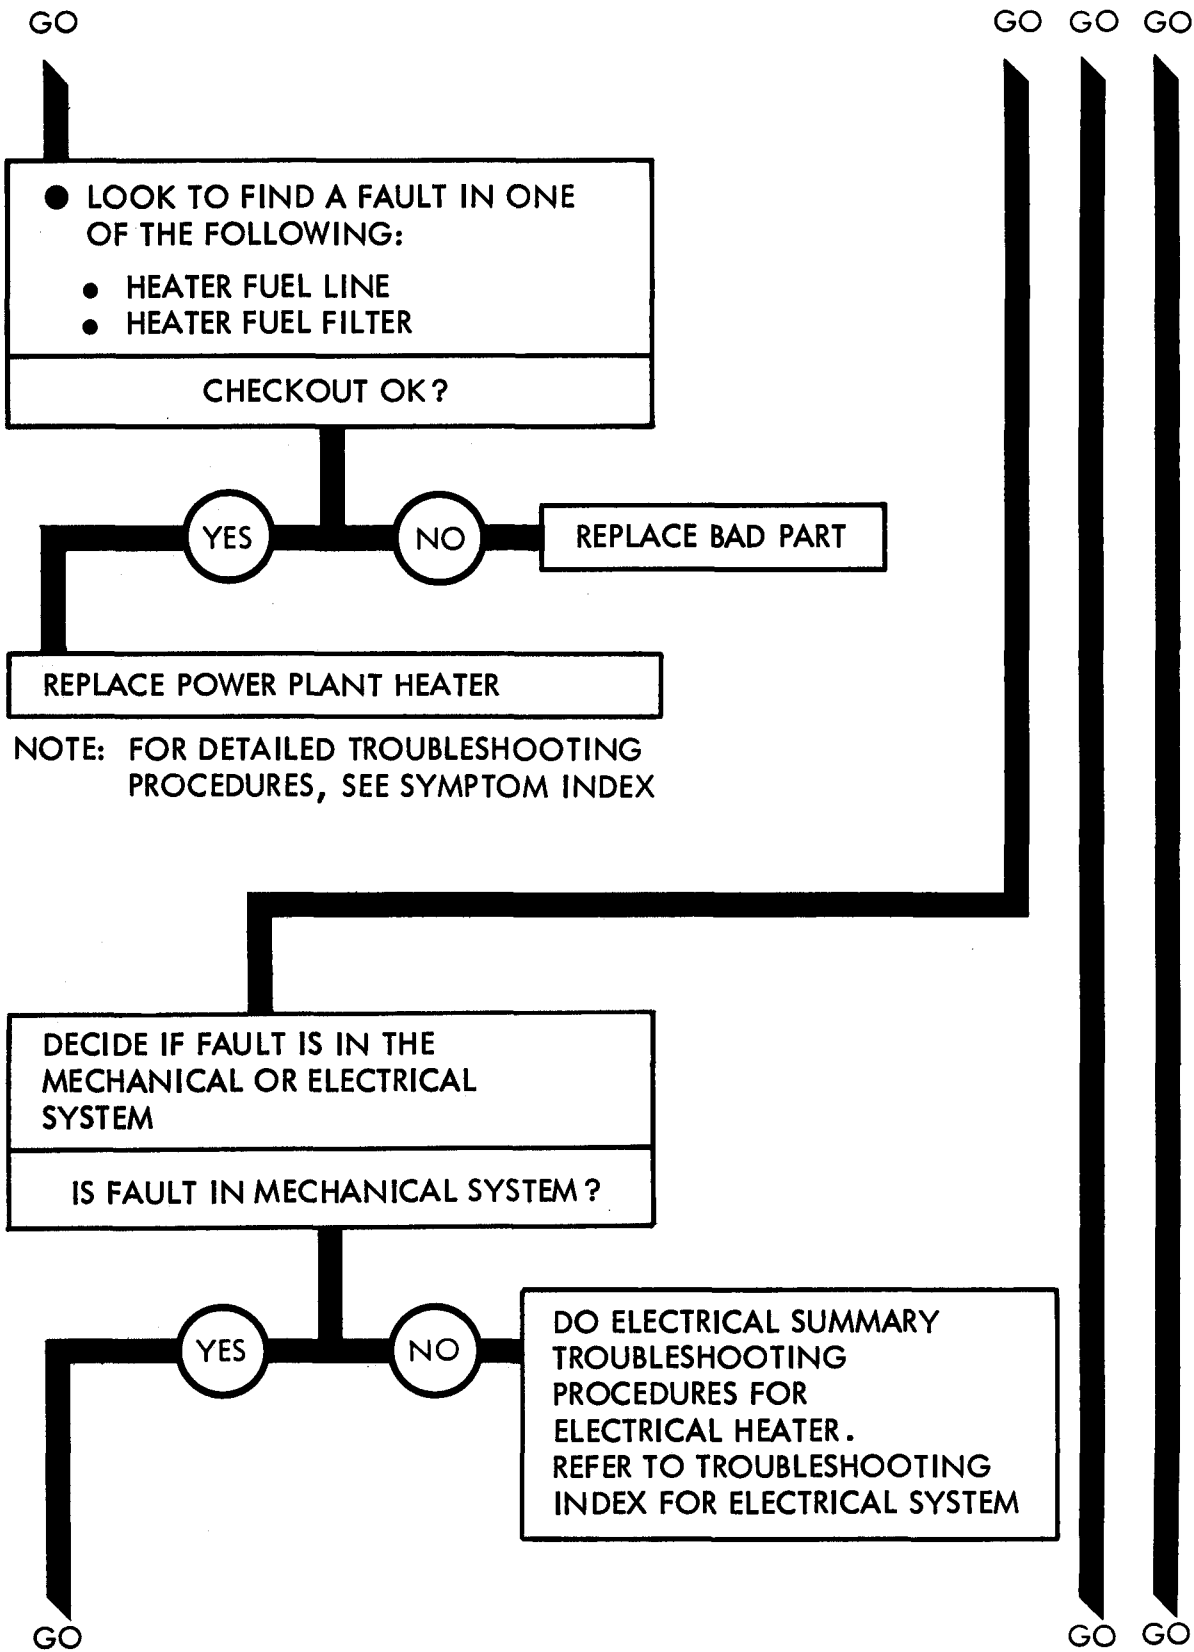 GO
GO GO GO
● LOOK TO FIND A FAULT IN ONE
OF THE FOLLOWING:
● HEATER FUEL LINE
● HEATER FUEL FILTER
CHECKOUT OK?
YES
NO
REPLACE BAD PART
REPLACE POWER PLANT HEATER
NOTE: FOR DETAILED TROUBLESHOOTING
PROCEDURES, SEE SYMPTOM INDEX
DECIDE IF FAULT IS IN THE
MECHANICAL OR ELECTRICAL
SYSTEM
IS FAULT IN MECHANICAL SYSTEM?
YES
NO
DO ELECTRICAL SUMMARY
TROUBLESHOOTING
PROCEDURES FOR
ELECTRICAL HEATER.
REFER TO TROUBLESHOOTING
INDEX FOR ELECTRICAL SYSTEM
GO
GO GO